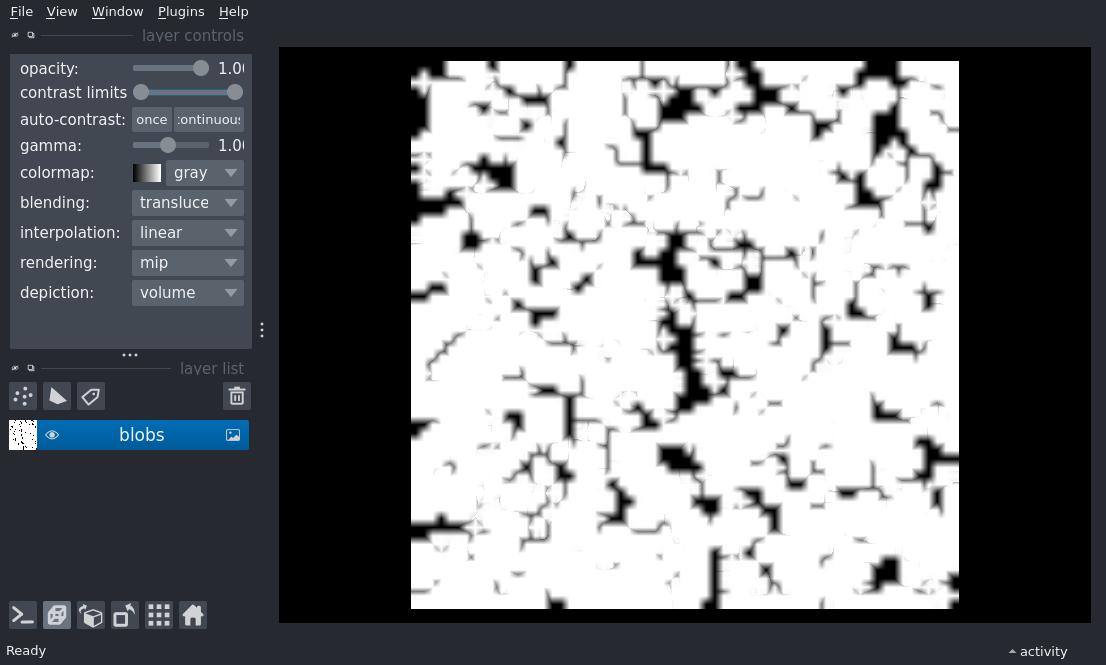 File View Window Plugins Help
layer controls
opacity: 1.00
contrast limits
auto-contrast: once continuous
gamma: 1.00
colormap: gray
blending: transluce
interpolation: linear
rendering: mip
depiction: volume
layer list
blobs
Ready
activity